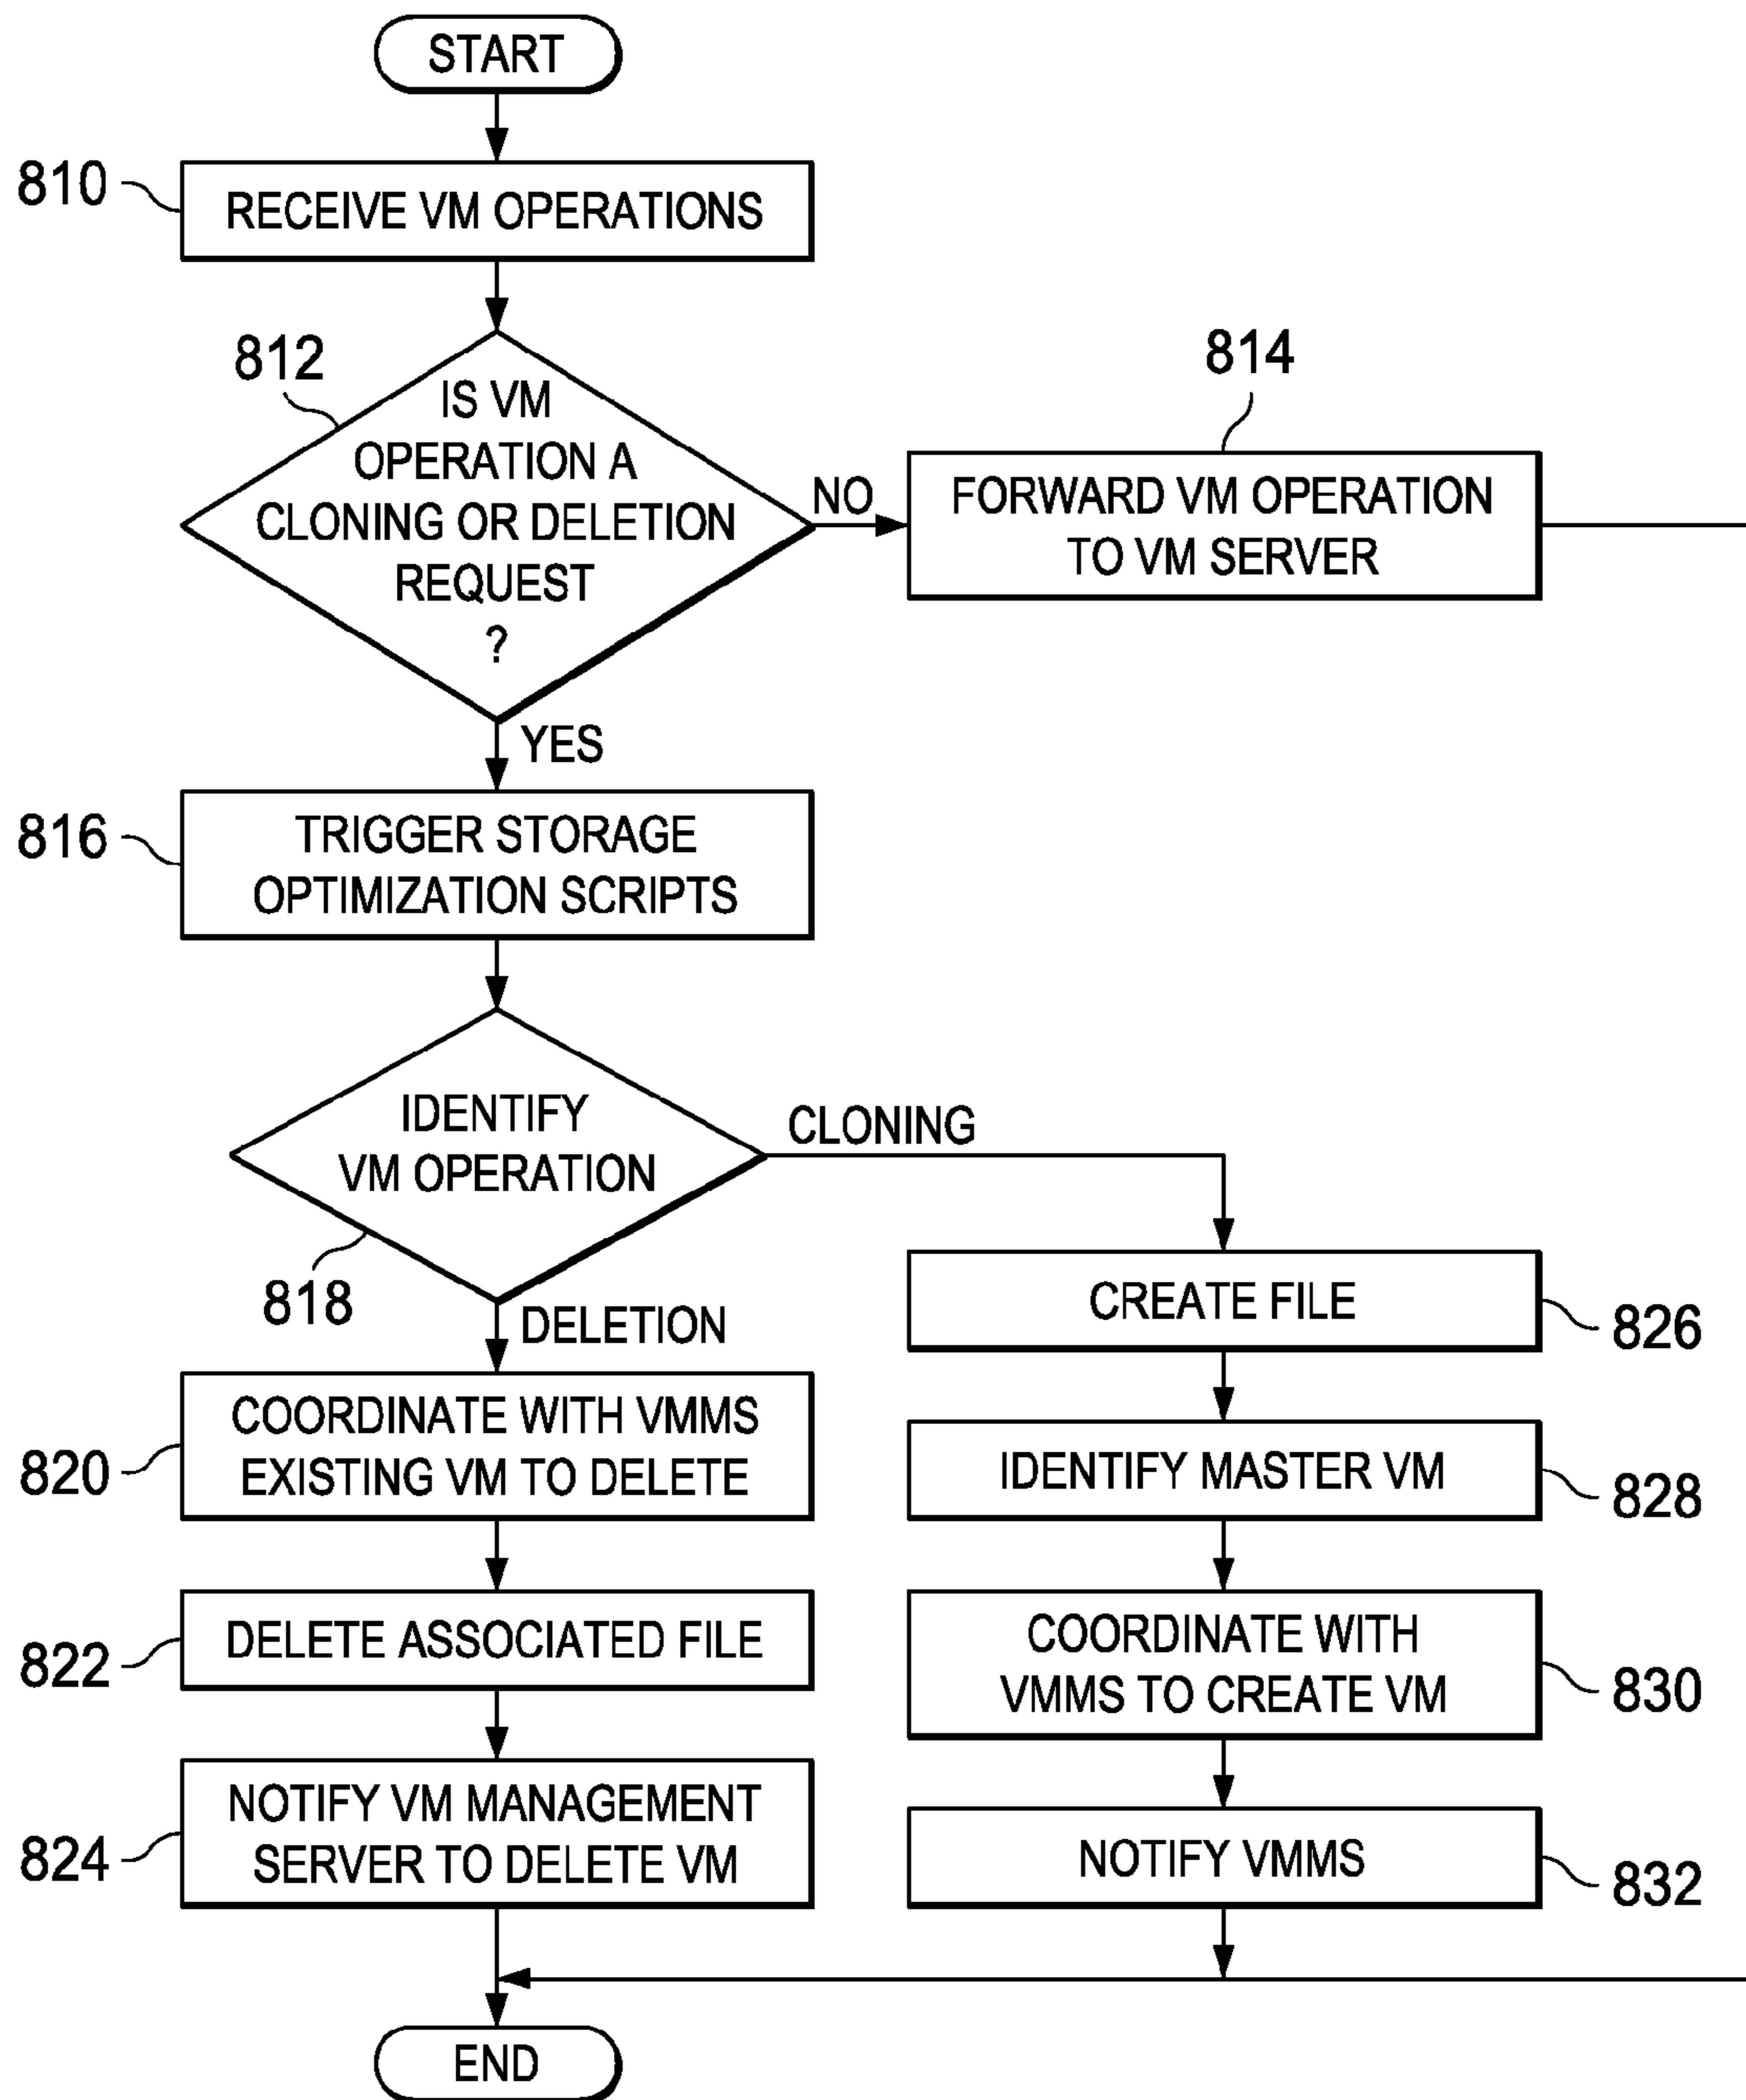 START
810
RECEIVE VM OPERATIONS
812
IS VM
OPERATION A
CLONING OR DELETION
REQUEST
?
NO
814
FORWARD VM OPERATION
TO VM SERVER
YES
816
TRIGGER STORAGE
OPTIMIZATION SCRIPTS
IDENTIFY
VM OPERATION
818
CLONING
DELETION
820
COORDINATE WITH VMMS
EXISTING VM TO DELETE
822
DELETE ASSOCIATED FILE
824
NOTIFY VM MANAGEMENT
SERVER TO DELETE VM
CREATE FILE
826
IDENTIFY MASTER VM
828
COORDINATE WITH
VMMS TO CREATE VM
830
NOTIFY VMMS
832
END